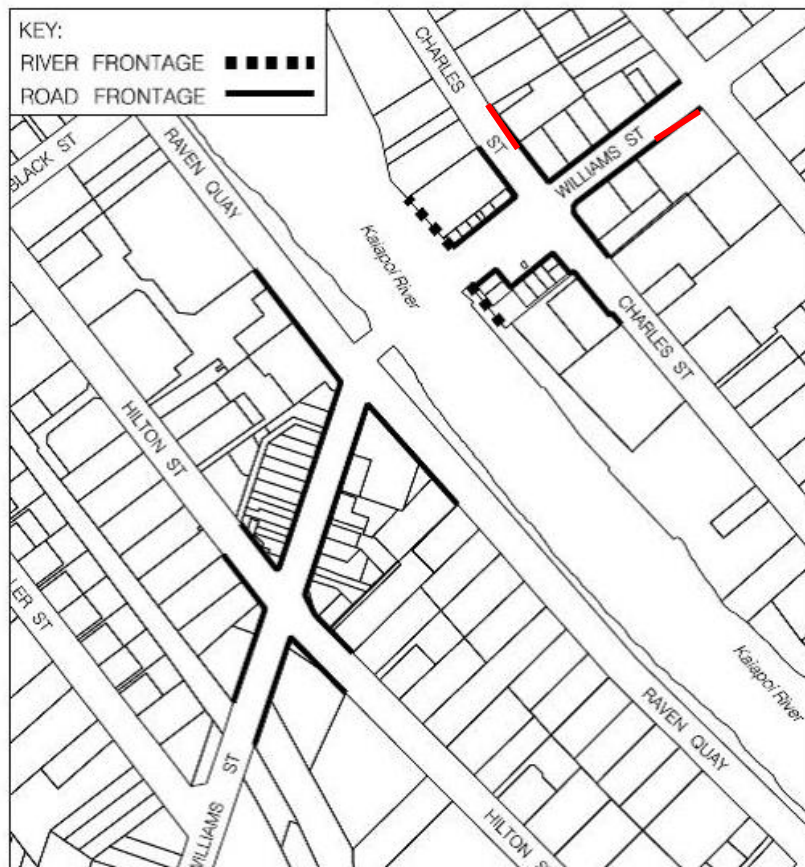 KEY:
RIVER FRONTAGE
ROAD FRONTAGE
CHARLES
ST
WILLIAMS ST
RAVEN QUAY
BLACK ST
Kaiapoi River
CHARLES ST
HILTON ST
LER ST
Kaiapoi River
RAVEN QUAY
WILLIAMS ST
HILTON ST